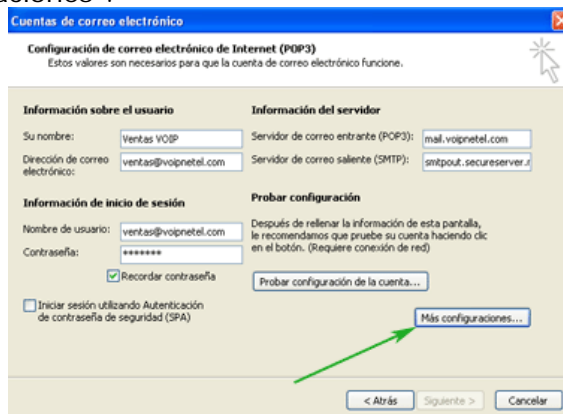 Cuentas de correo electrónico
Configuración de correo electrónico de Internet (POP3)
Estos valores son necesarios para que la cuenta de correo electrónico funcione.
Información sobre el usuario
Su nombre:
Ventas VOIP
Dirección de correo
electrónico:
ventas@voipnetel.com
Información del servidor
Servidor de correo entrante (POP3):
mail.voipnetel.com
Servidor de correo saliente (SMTP):
smtpout.secureserver.r
Información de inicio de sesión
Nombre de usuario:
ventas@voipnetel.com
Contraseña:
*******
Recordar contraseña
Iniciar sesión utilizando Autenticación
de contraseña de seguridad (SPA)
Probar configuración
Después de rellenar la información de esta pantalla,
le recomendamos que pruebe su cuenta haciendo clic
en el botón. (Requiere conexión de red)
Probar configuración de la cuenta...
Más configuraciones...
< Atrás
Siguiente >
Cancelar